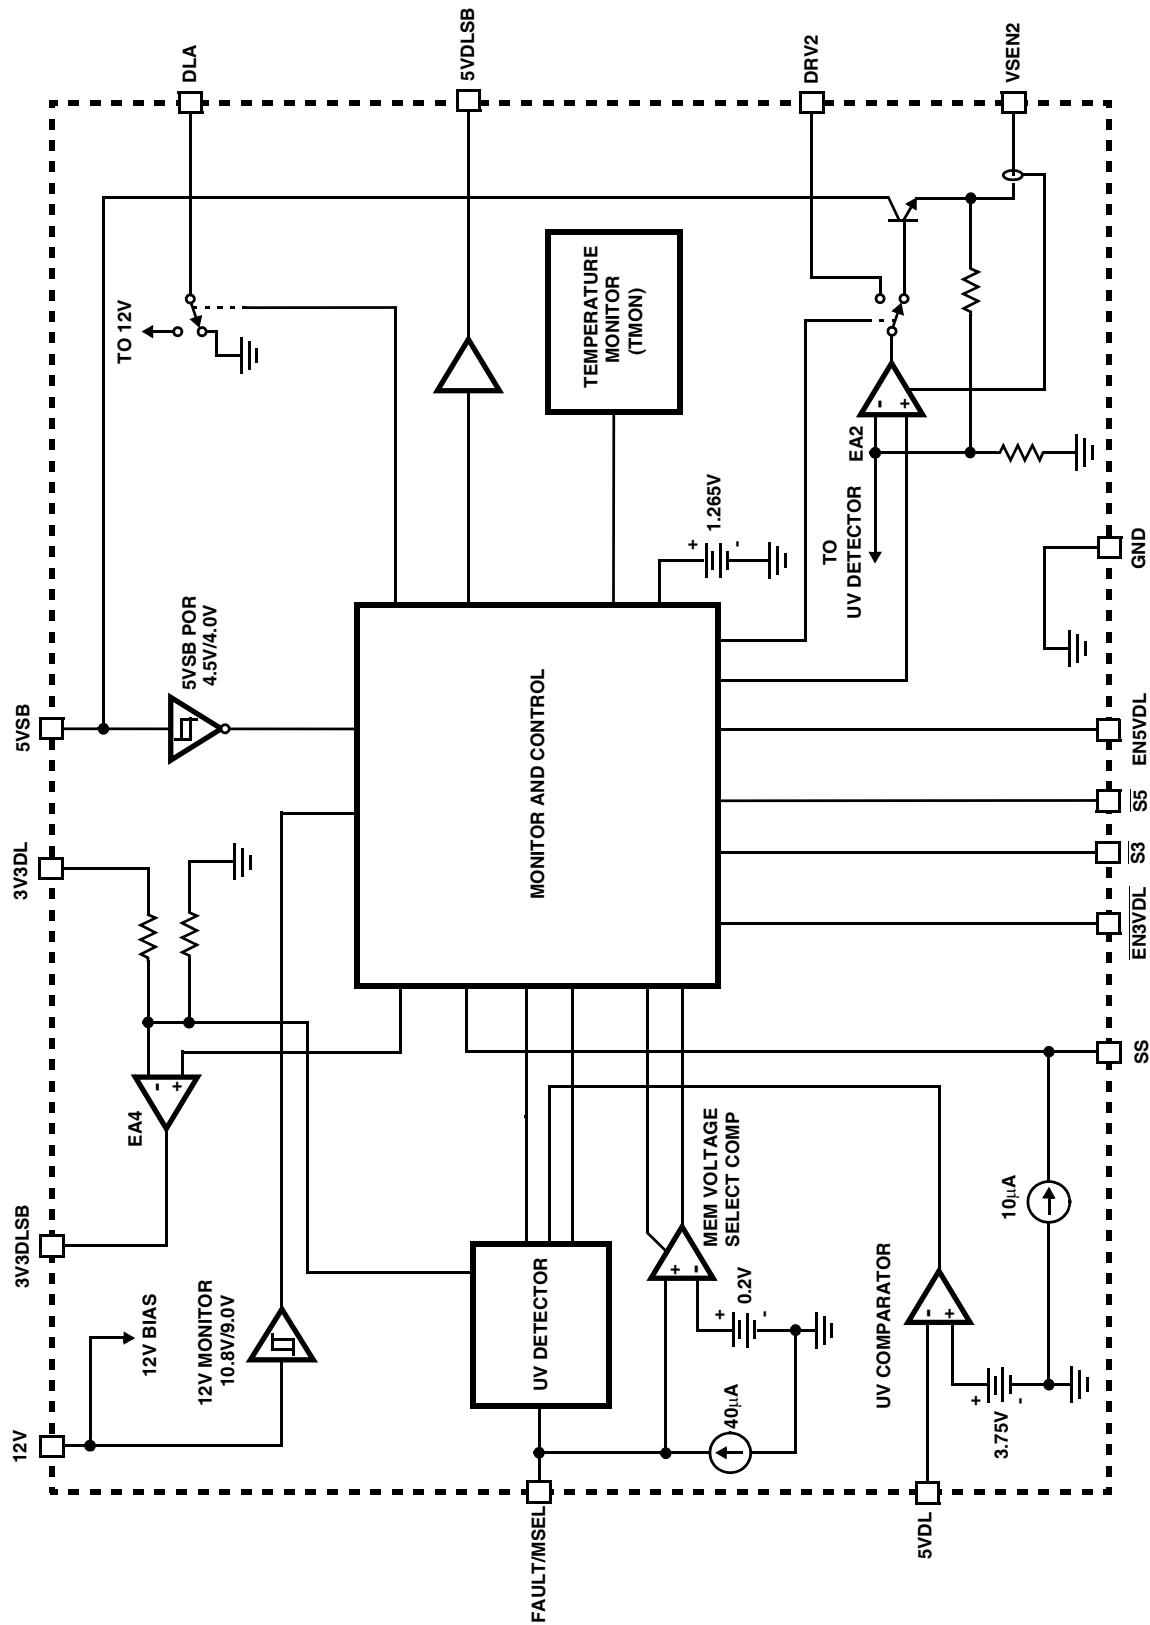 12V
3V3DLSB
3V3DL
5VSB
12V BIAS
12V MONITOR
10.8V/9.0V
EA4
-
+
5VSB POR
4.5V/4.0V
TO 12V
DLA
5VDLSB
TEMPERATURE
MONITOR
(TMON)
MONITOR AND CONTROL
+
-
1.265V
FAULT/MSEL
UV DETECTOR
MEM VOLTAGE
SELECT COMP
+
-
+
-
0.2V
40µA
TO
UV DETECTOR
EA2
-
+
DRV2
VSEN2
5VDL
UV COMPARATOR
-
+
+
-
3.75V
10µA
SS
EN3VDL
S3
S5
EN5VDL
GND